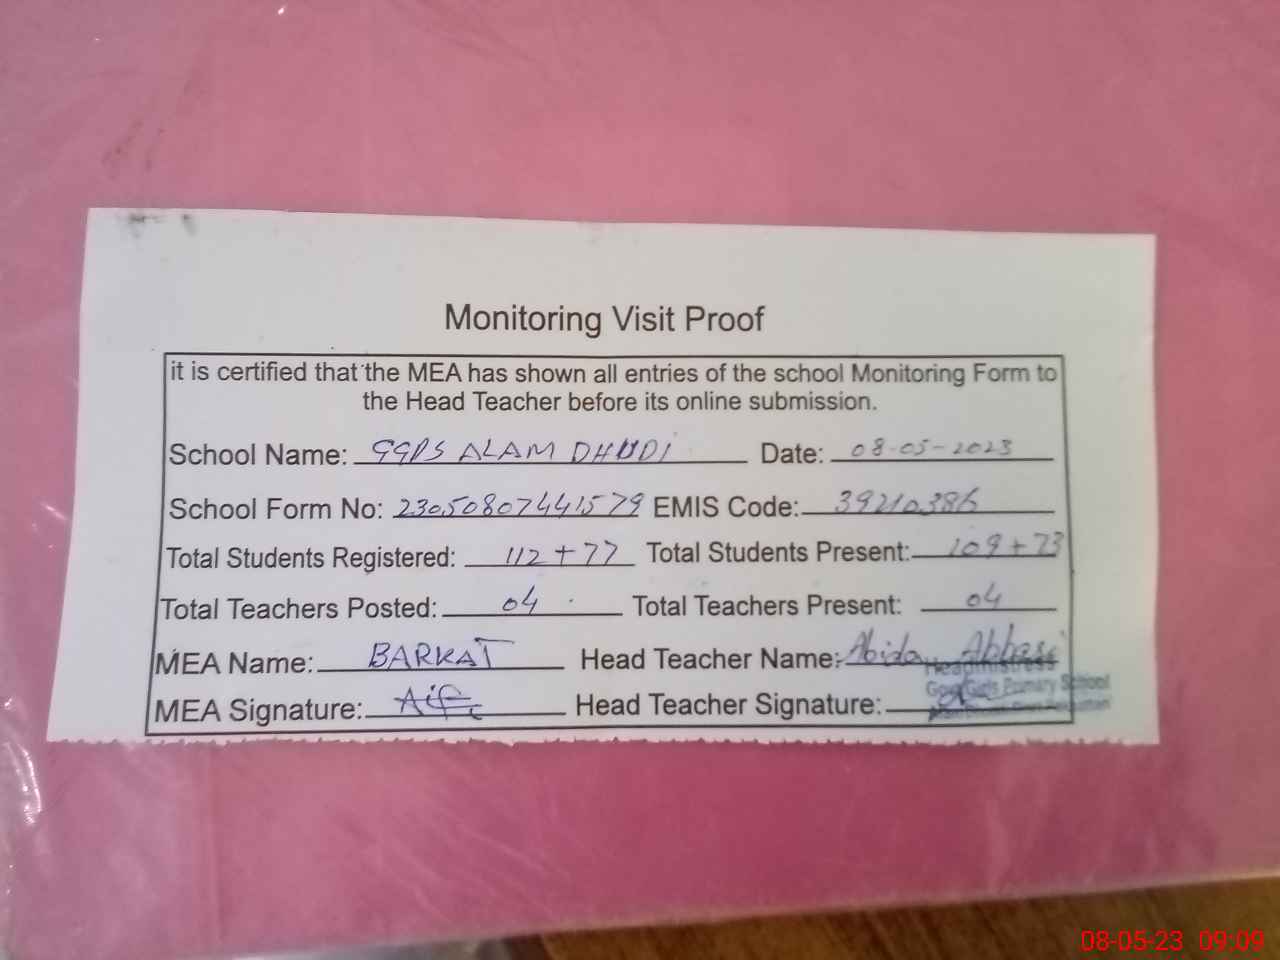 Monitoring Visit Proof
it is certified that the MEA has shown all entries of the school Monitoring Form to
the Head Teacher before its online submission.
School Name: GGPS ALAM DHUDI Date: 08-05-2023
School Form No: 23050807441579 EMIS Code: 39210386
Total Students Registered: 112+77 Total Students Present: 109+73
Total Teachers Posted: 04 Total Teachers Present: 04
MEA Name: BARKAT Head Teacher Name: Abida Abbasi
Headmistress
MEA Signature: Head Teacher Signature:
Govt Girls Primary School
08-05-23 09:09